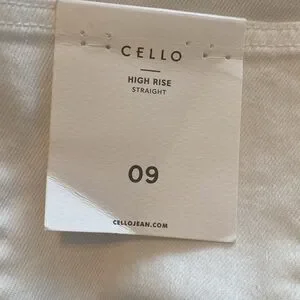 CELLO
HIGH RISE
STRAIGHT
09
CELLOJEAN.COM